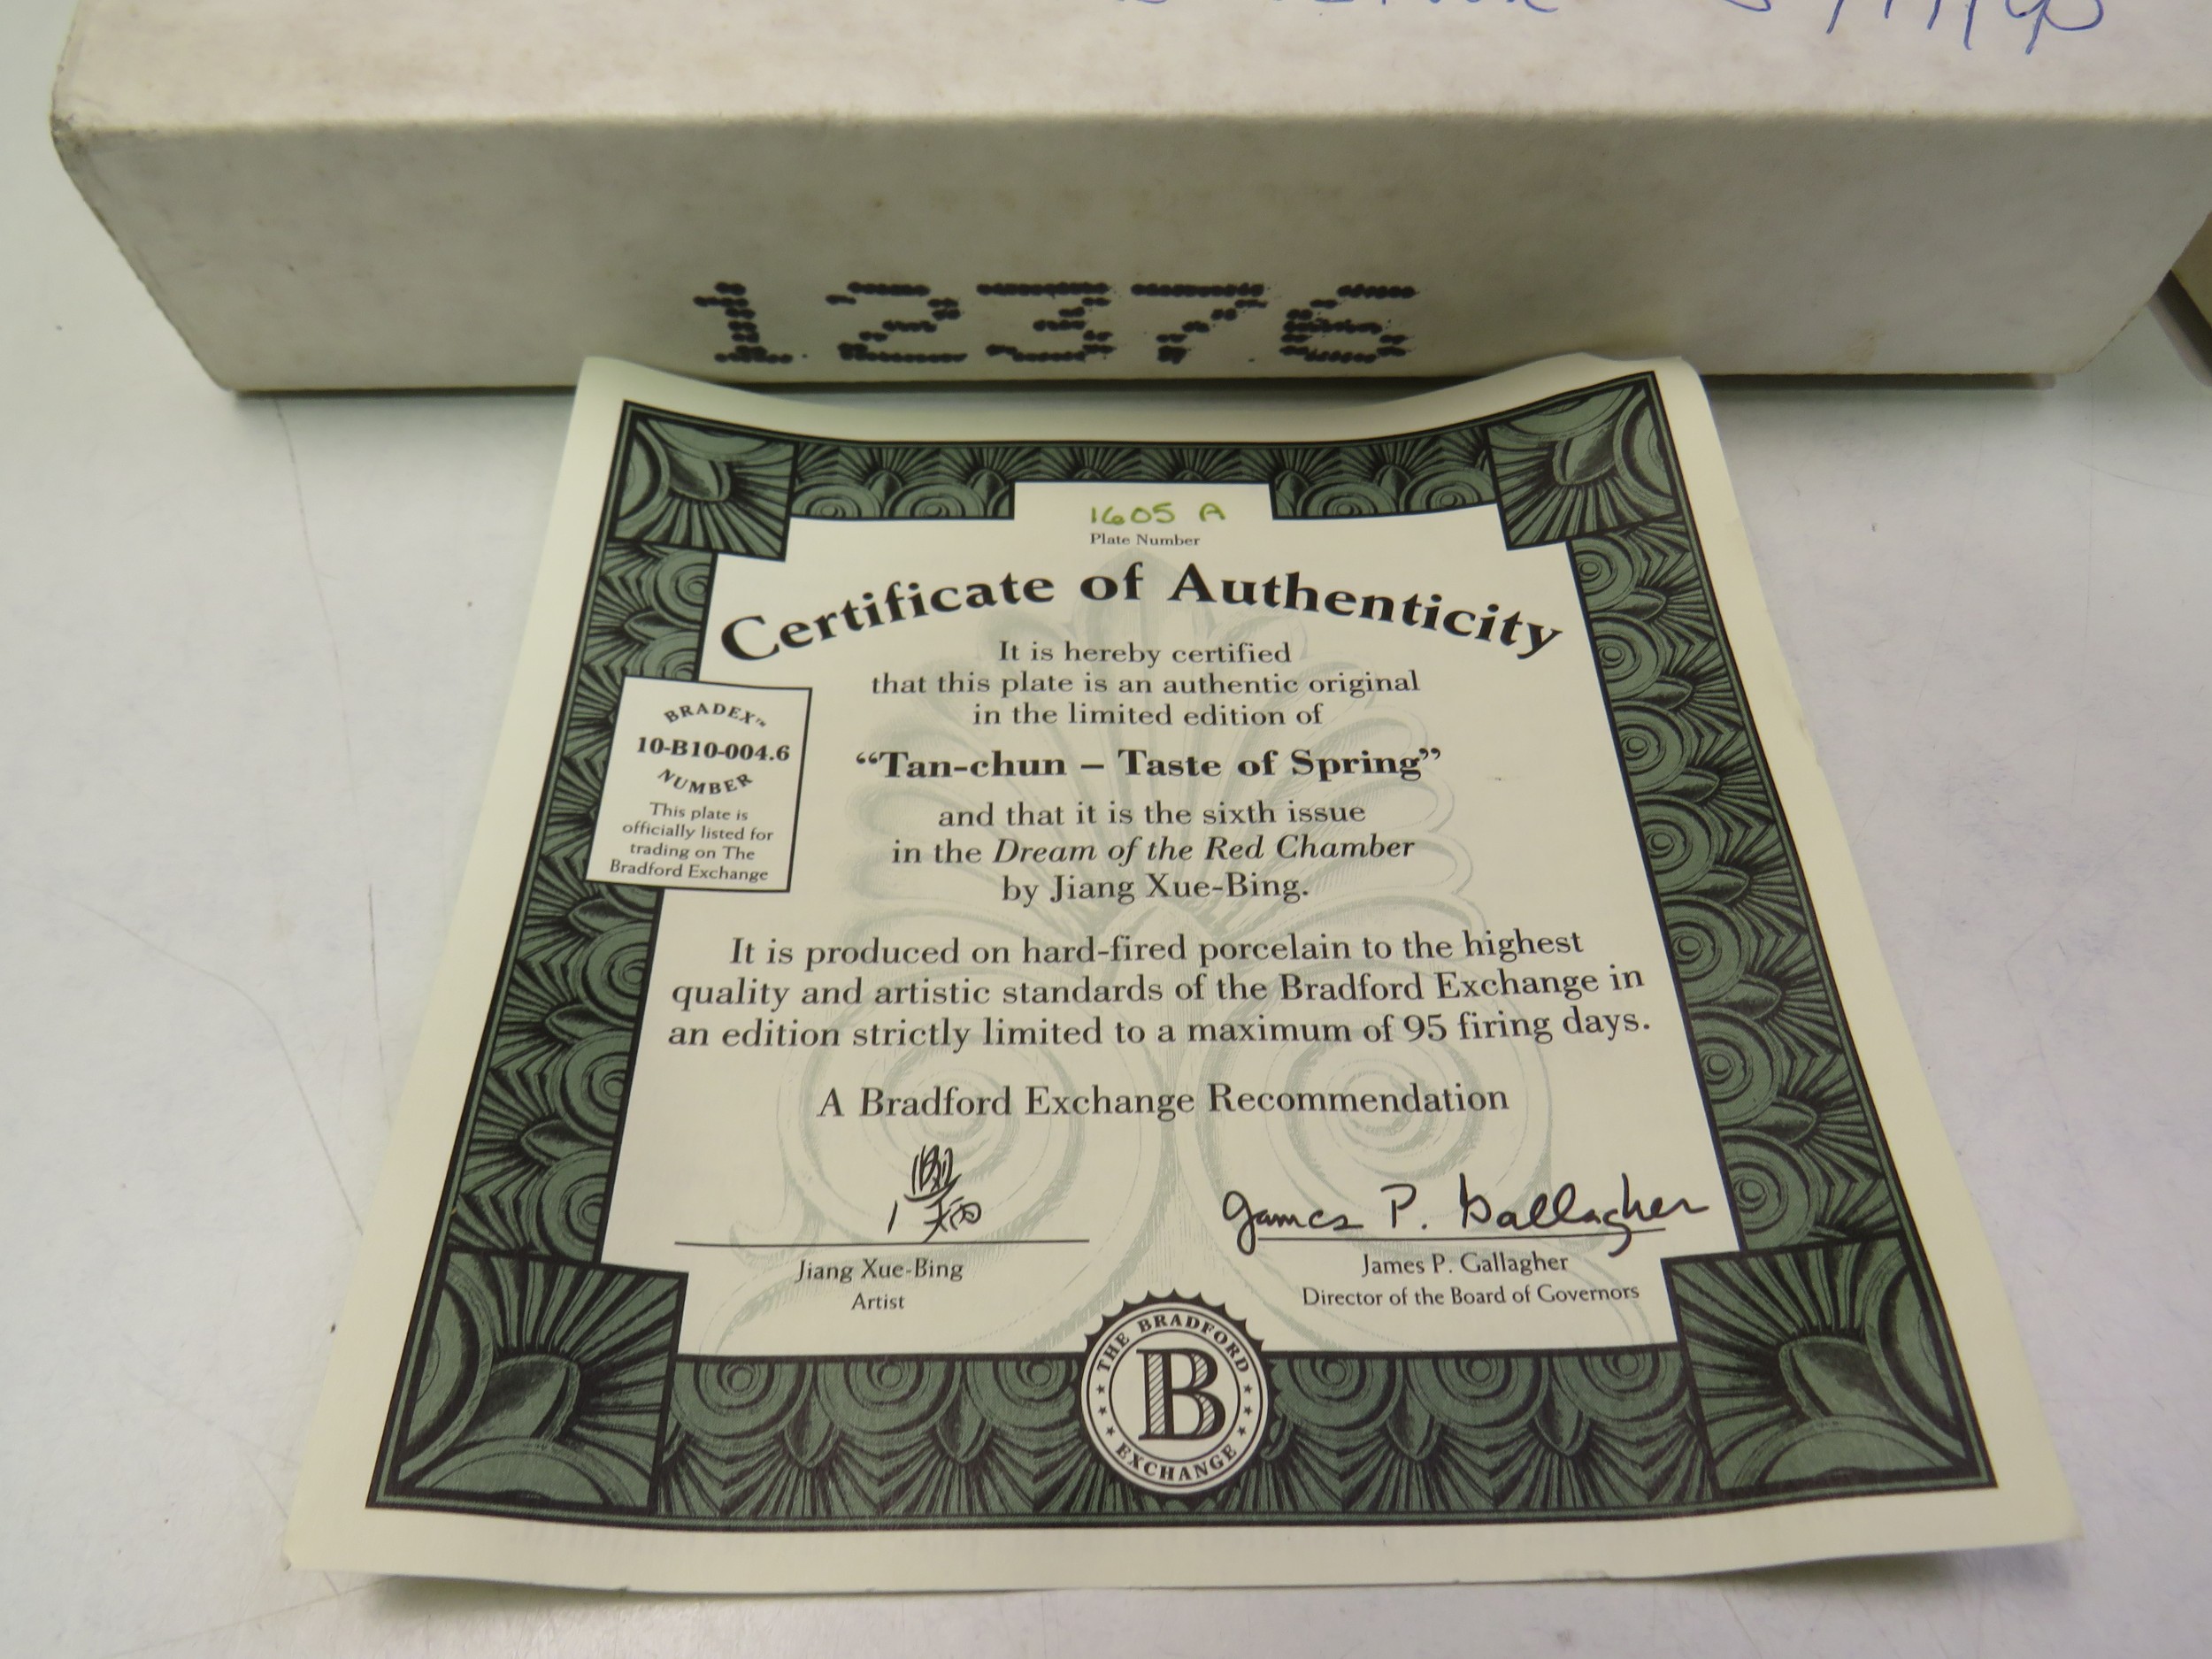 12376
1605 A
Plate Number
Certificate of Authenticity
It is hereby certified
that this plate is an authentic original
in the limited edition of
“Tan-chun – Taste of Spring”
and that it is the sixth issue
in the Dream of the Red Chamber
by Jiang Xue-Bing.
BRADEX™
10-B10-004.6
NUMBER
This plate is
officially listed for
trading on The
Bradford Exchange
It is produced on hard-fired porcelain to the highest
quality and artistic standards of the Bradford Exchange in
an edition strictly limited to a maximum of 95 firing days.
A Bradford Exchange Recommendation
James P. Gallagher
Jiang Xue-Bing
Artist
James P. Gallagher
Director of the Board of Governors
THE BRADFORD
B
EXCHANGE